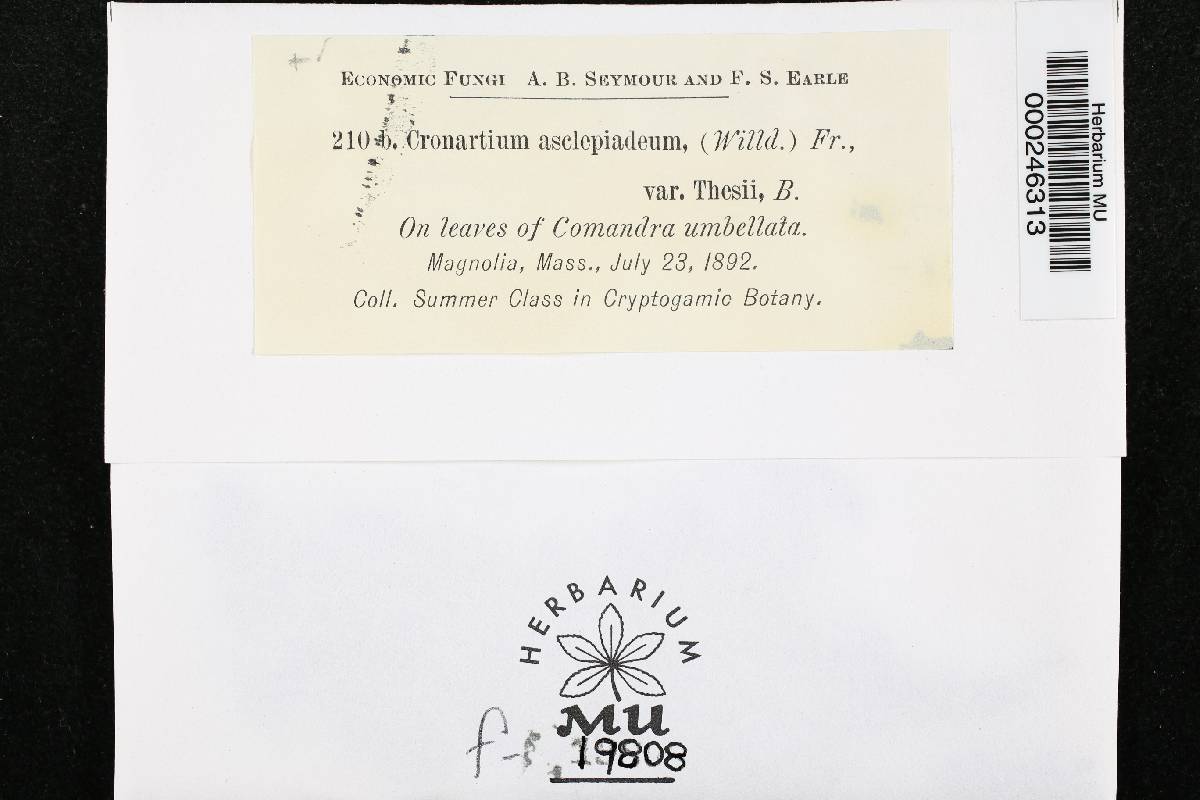 ECONOMIC FUNGI A. B. SEYMOUR AND F. S. EARLE
210 b. Cronartium asclepiadeum, (Willd.) Fr.,
var. Thesii, B.
On leaves of Comandra umbellata.
Magnolia, Mass., July 23, 1892.
Coll. Summer Class in Cryptogamic Botany.
Herbarium MU
000246313
HERBARIUM
MU
f-
19808